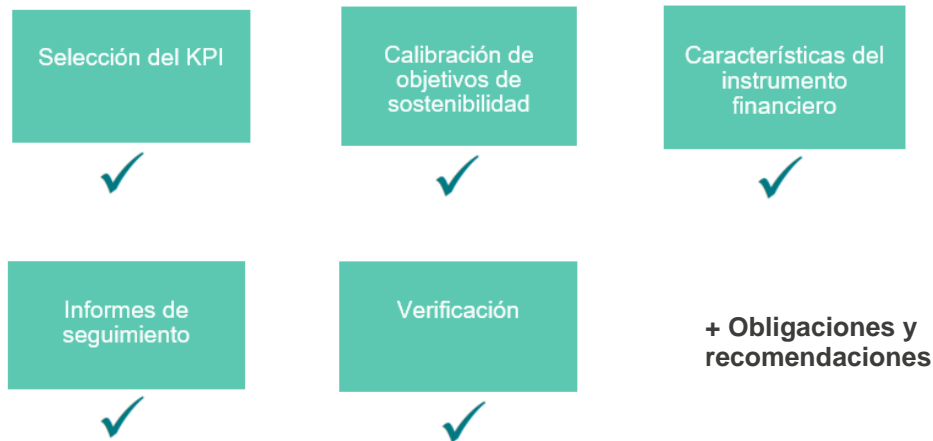 Selección del KPI
Calibración de
objetivos de
sostenibilidad
Características del
instrumento
financiero
Informes de
seguimiento
Verificación
+ Obligaciones y
recomendaciones